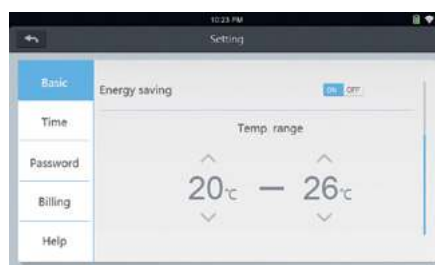 10:23 PM
Setting
Basic
Energy saving
ON OFF
Time
Temp range
Password
20°C — 26°C
Billing
Help